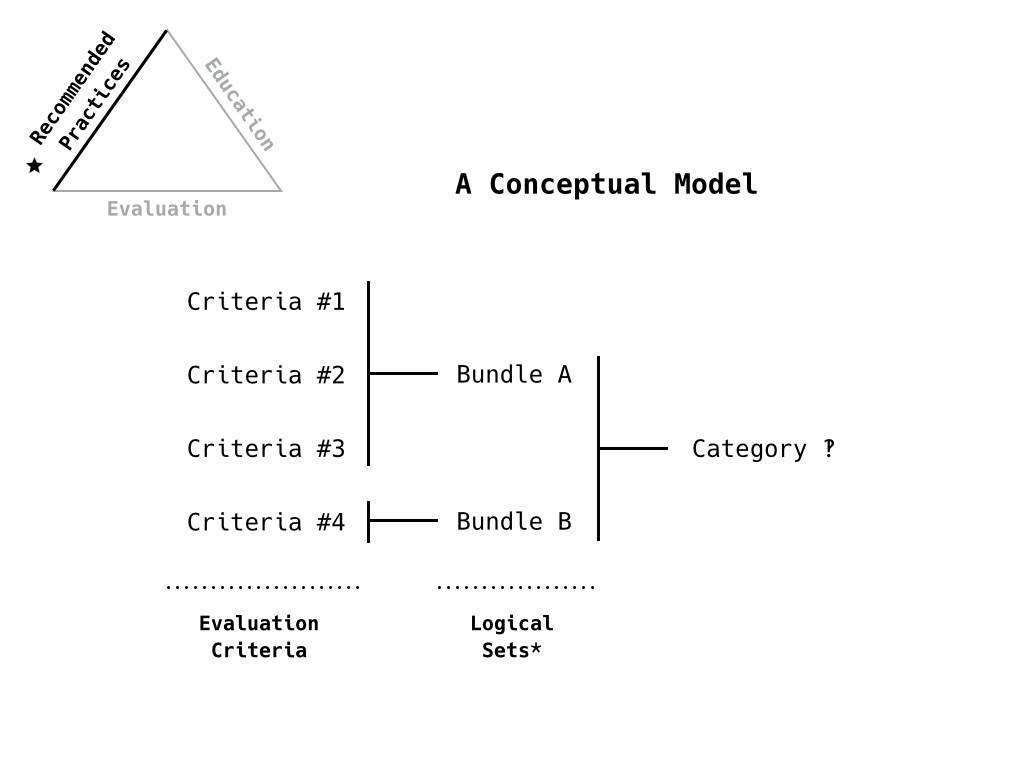 ★ Recommended
Practices
Education
Evaluation
A Conceptual Model
Criteria #1
Criteria #2
Bundle A
Criteria #3
Category ‽
Criteria #4
Bundle B
Evaluation
Criteria
Logical
Sets*